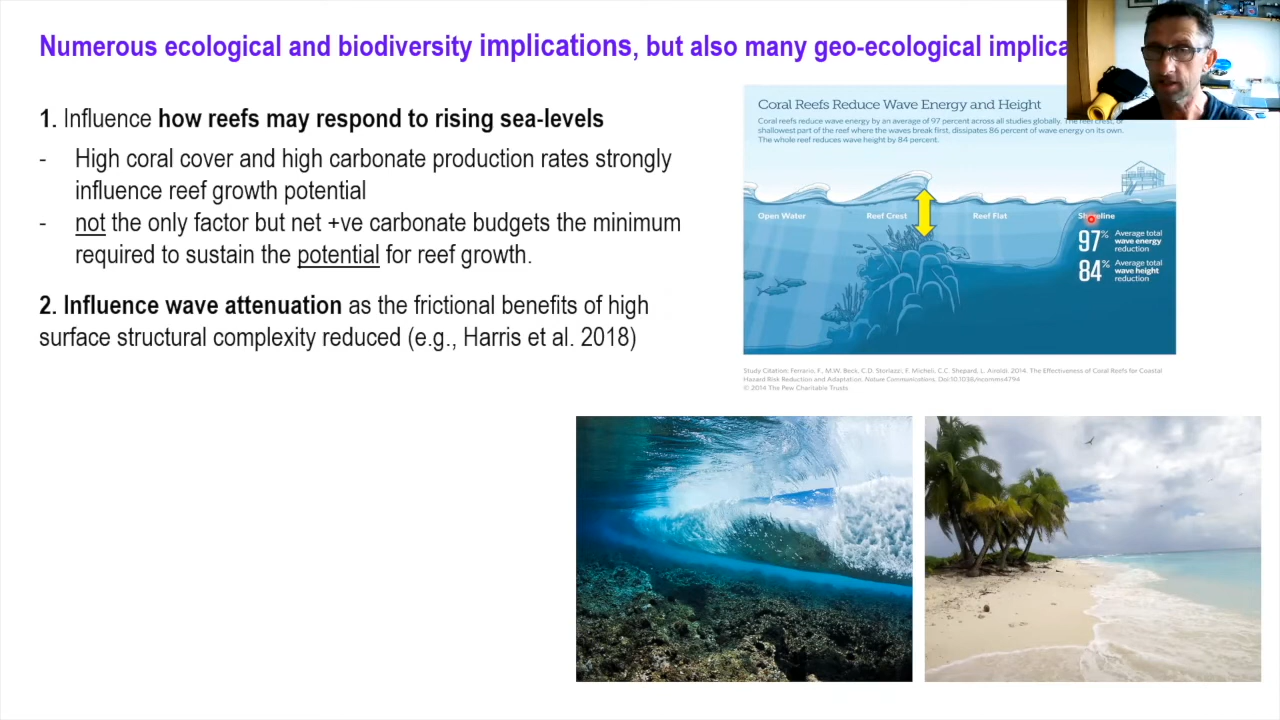 Numerous ecological and biodiversity implications, but also many geo-ecological implica
1. Influence how reefs may respond to rising sea-levels
- High coral cover and high carbonate production rates strongly
influence reef growth potential
- not the only factor but net +ve carbonate budgets the minimum
required to sustain the potential for reef growth.
2. Influence wave attenuation as the frictional benefits of high
surface structural complexity reduced (e.g., Harris et al. 2018)
Coral Reefs Reduce Wave Energy and Height
Coral reefs reduce wave energy by an average of 97 percent across all studies globally. The reef crest, or
shallowest part of the reef where the waves break first, dissipates 86 percent of wave energy on its own.
The whole reef reduces wave height by 84 percent.
Open Water
Reef Crest
Reef Flat
Shoreline
97% Average total
wave energy
reduction
84% Average total
wave height
reduction
Study Citation: Ferrario, F., M.W. Beck, C.D. Storlazzi, F. Micheli, C.C. Shepard, L. Airoldi. 2014. The Effectiveness of Coral Reefs for Coastal
Hazard Risk Reduction and Adaptation. Nature Communications. Doi:10.1038/ncomms4794
© 2014 The Pew Charitable Trusts